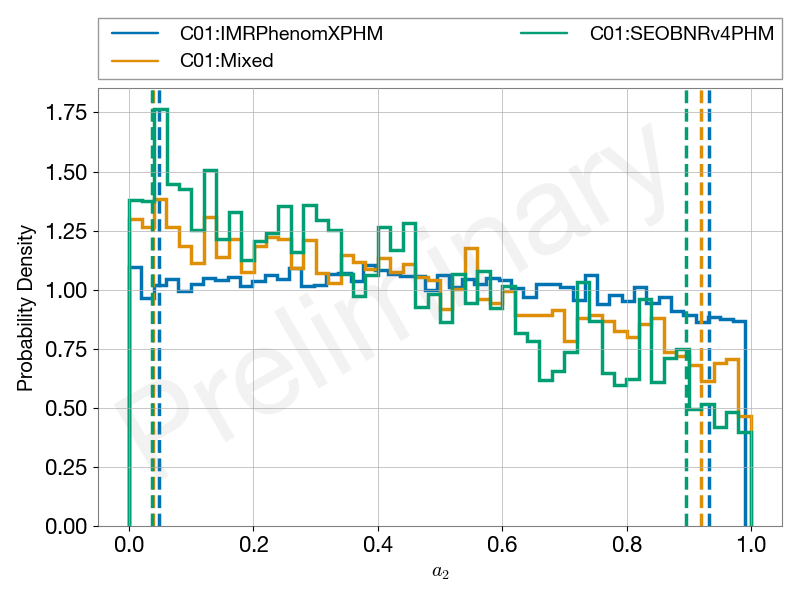 C01:IMRPhenomXPHM
C01:Mixed
C01:SEOBNRv4PHM
Preliminary
Probability Density
1.75
1.50
1.25
1.00
0.75
0.50
0.25
0.00
0.0 0.2 0.4 0.6 0.8 1.0
a₂